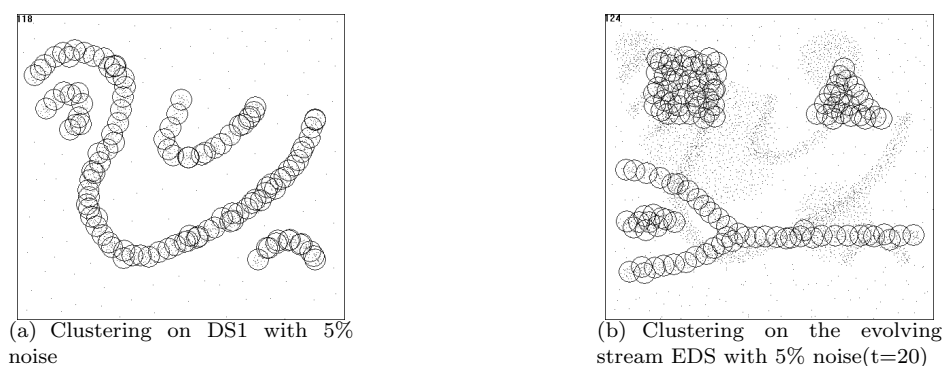 118
124
(a) Clustering on DS1 with 5%
noise
(b) Clustering on the evolving
stream EDS with 5% noise(t=20)